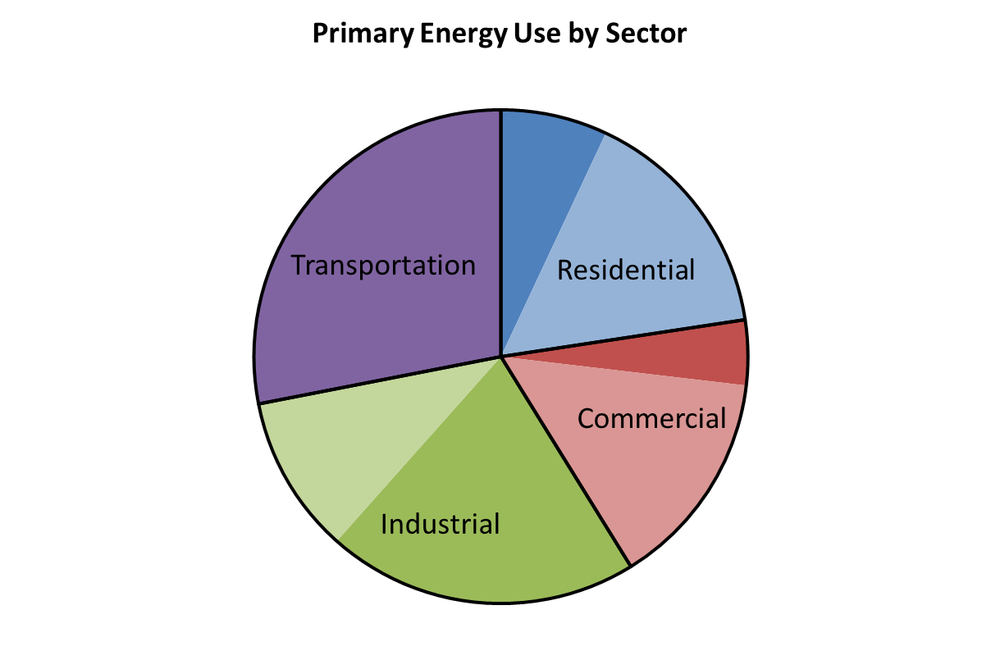 Primary Energy Use by Sector
Transportation
Residential
Commercial
Industrial